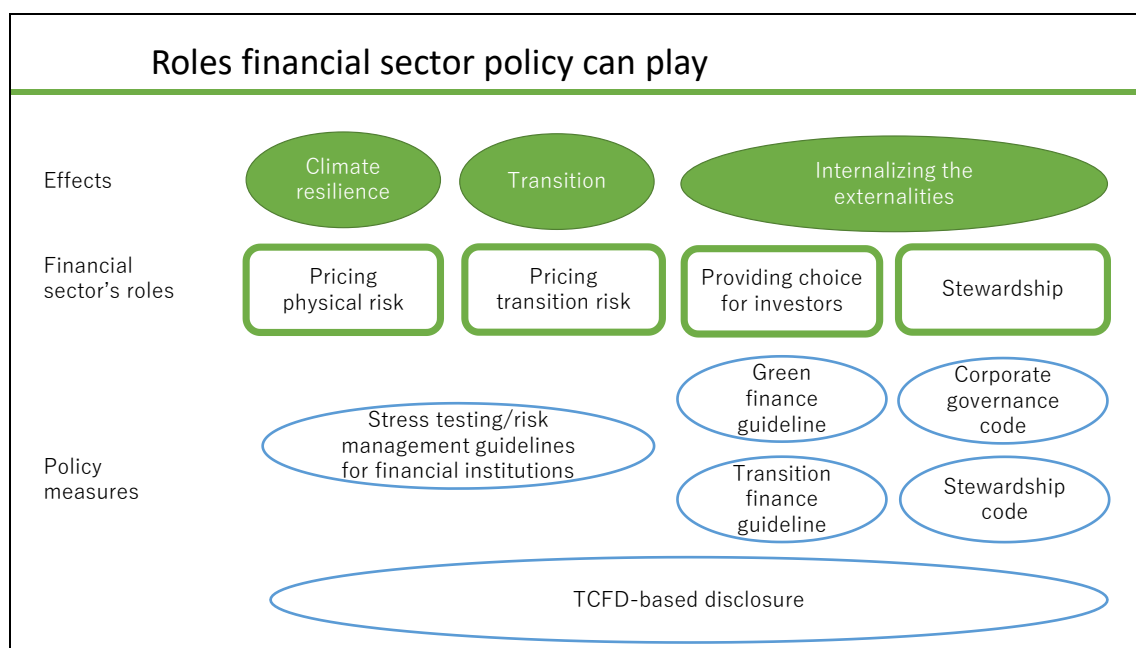 Roles financial sector policy can play
Effects
Climate
resilience
Transition
Internalizing the
externalities
Financial
sector’s roles
Pricing
physical risk
Pricing
transition risk
Providing choice
for investors
Stewardship
Policy
measures
Stress testing/risk
management guidelines
for financial institutions
Green
finance
guideline
Corporate
governance
code
Transition
finance
guideline
Stewardship
code
TCFD-based disclosure